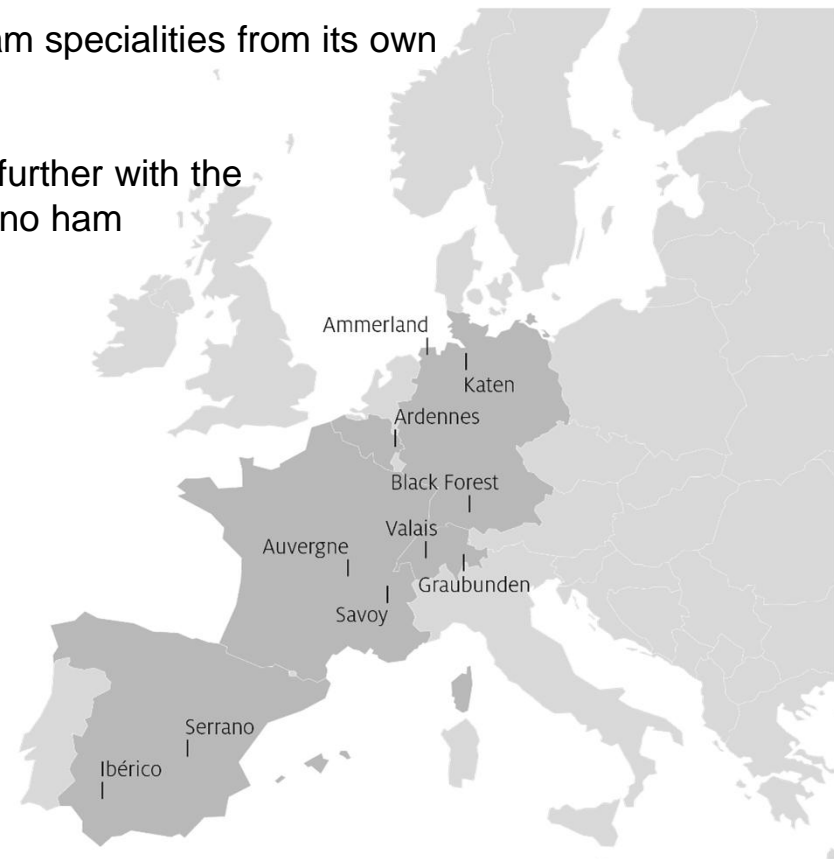 am specialities from its own
further with the
no ham
Ammerland
Katen
Ardennes
Black Forest
Valais
Auvergne
Graubunden
Savoy
Serrano
Ibérico